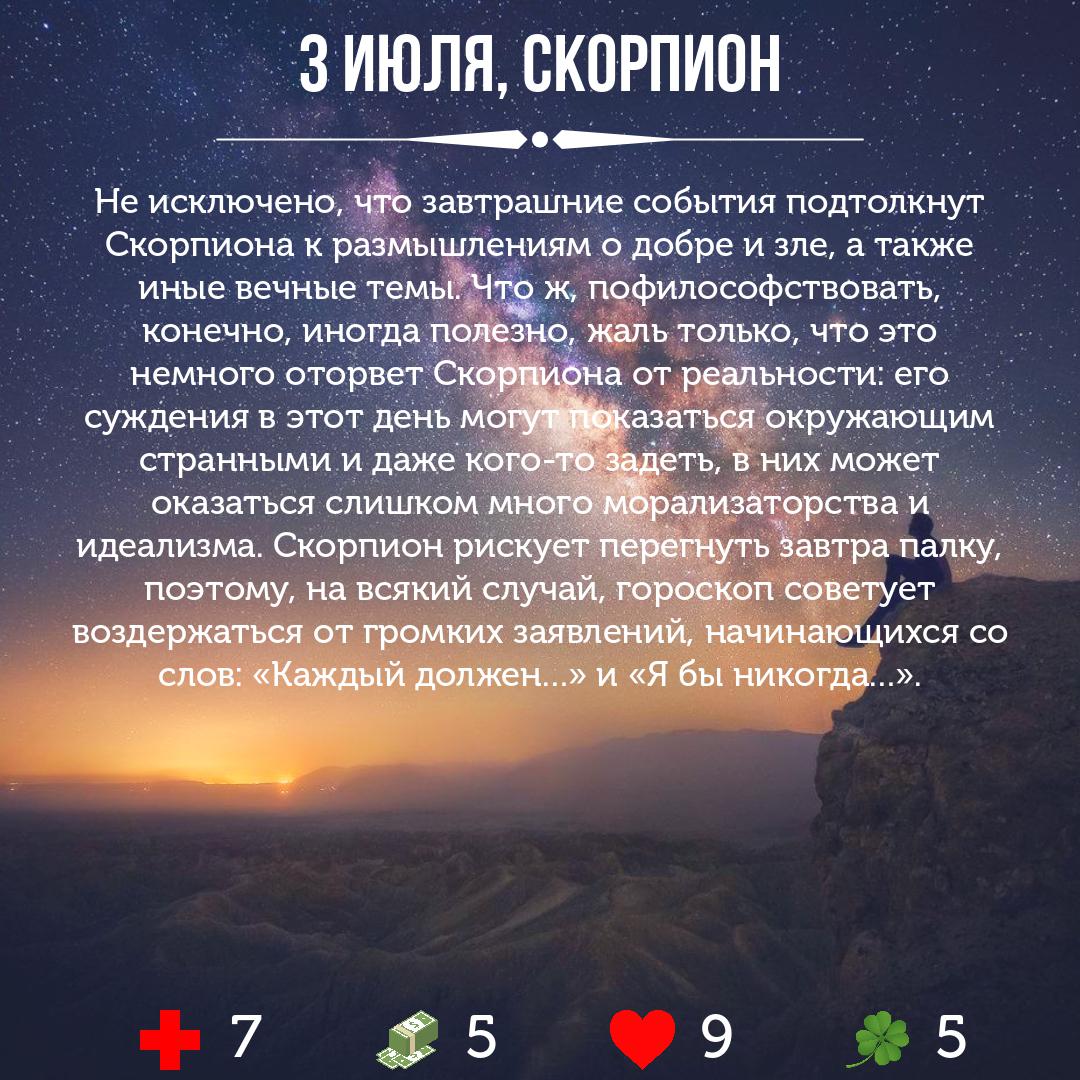 3 ИЮЛЯ, СКОРПИОН
Не исключено, что завтрашние события подтолкнут
Скорпиона к размышлениям о добре и зле, а также
иные вечные темы. Что ж, пофилософствовать,
конечно, иногда полезно, жаль только, что это
немного оторвет Скорпиона от реальности: его
суждения в этот день могут показаться окружающим
странными и даже кого-то задеть, в них может
оказаться слишком много морализаторства и
идеализма. Скорпион рискует перегнуть завтра палку,
поэтому, на всякий случай, гороскоп советует
воздержаться от громких заявлений, начинающихся со
слов: «Каждый должен...» и «Я бы никогда...».
7 5 9 5